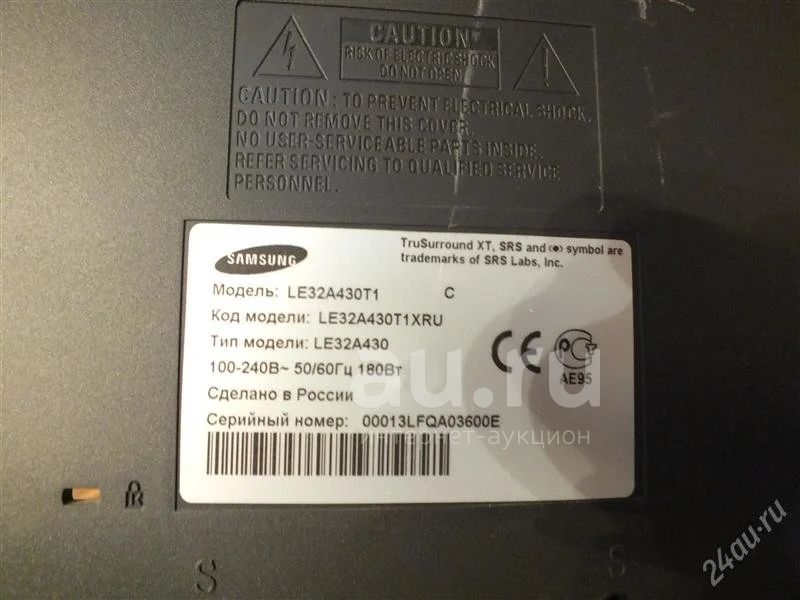 CAUTION
RISK OF ELECTRIC SHOCK
DO NOT OPEN
CAUTION: TO PREVENT ELECTRICAL SHOCK,
DO NOT REMOVE THIS COVER.
NO USER-SERVICEABLE PARTS INSIDE.
REFER SERVICING TO QUALIFIED SERVICE
PERSONNEL.
SAMSUNG
TruSurround XT, SRS and (●) symbol are
trademarks of SRS Labs, Inc.
Модель: LE32A430T1 C
Код модели: LE32A430T1XRU
Тип модели: LE32A430
100-240В~ 50/60Гц 180Вт
Сделано в России
Серийный номер: 00013LFQA03600E
CE
РСТ
АЕ95
au.ru
интернет-аукцион
S
S
24au.ru